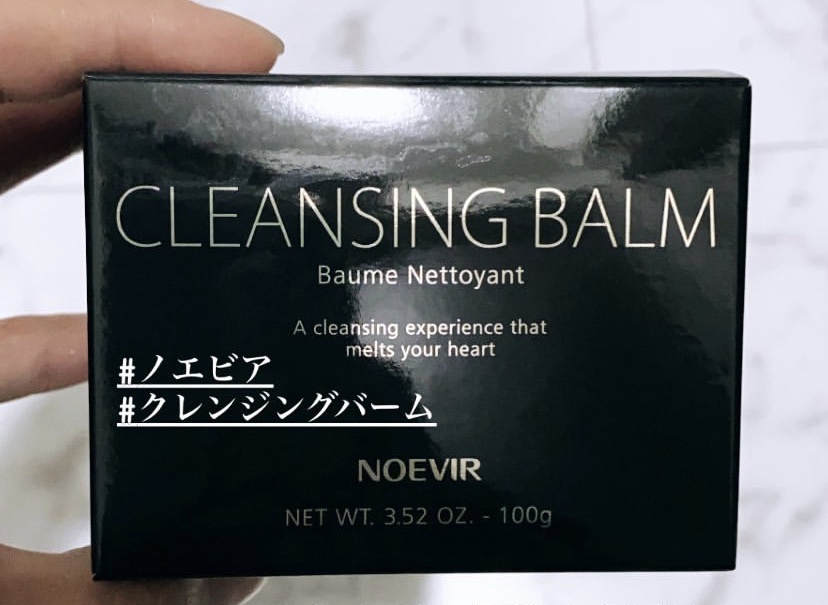 CLEANSING BALM
Baume Nettoyant
A cleansing experience that
melts your heart
#ノエビア
#クレンジングバーム
NOEVIR
NET WT. 3.52 OZ. - 100g